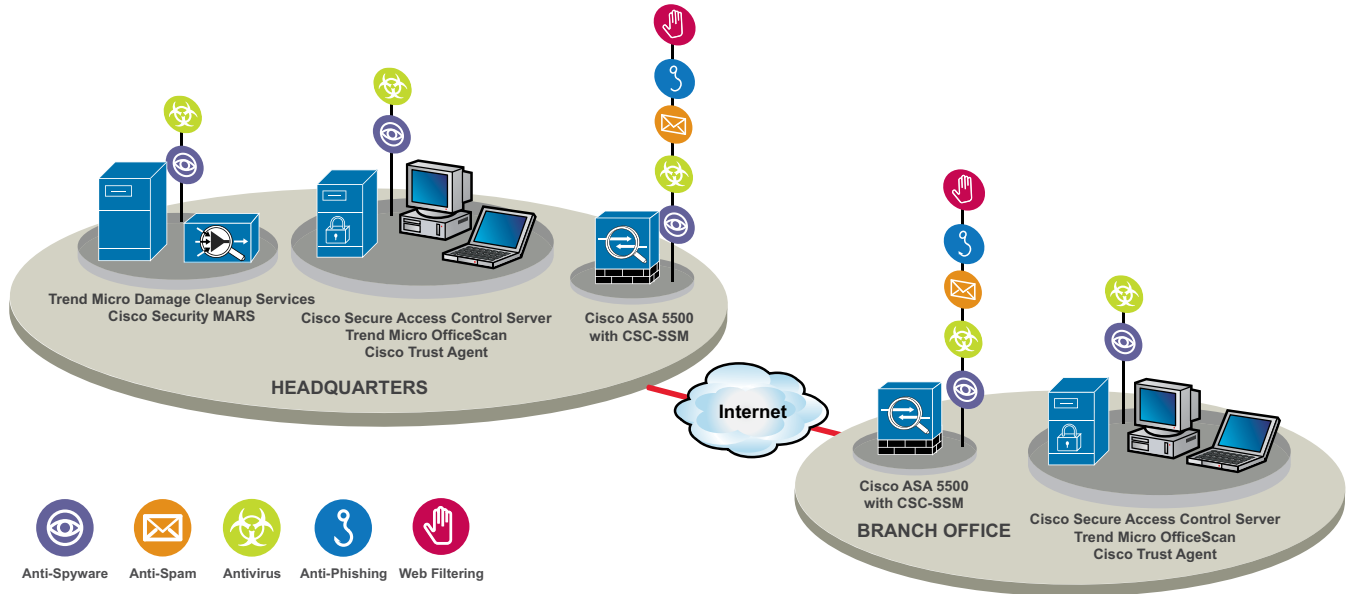 Trend Micro Damage Cleanup Services
Cisco Security MARS
Cisco Secure Access Control Server
Trend Micro OfficeScan
Cisco Trust Agent
Cisco ASA 5500
with CSC-SSM
HEADQUARTERS
Internet
Cisco ASA 5500
with CSC-SSM
BRANCH OFFICE
Cisco Secure Access Control Server
Trend Micro OfficeScan
Cisco Trust Agent
Anti-Spyware
Anti-Spam
Antivirus
Anti-Phishing
Web Filtering